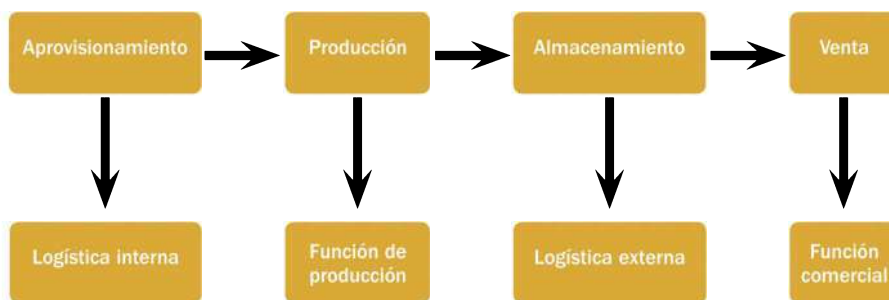 Aprovisionamiento
Producción
Almacenamiento
Venta
Logística interna
Función de
producción
Logística externa
Función
comercial